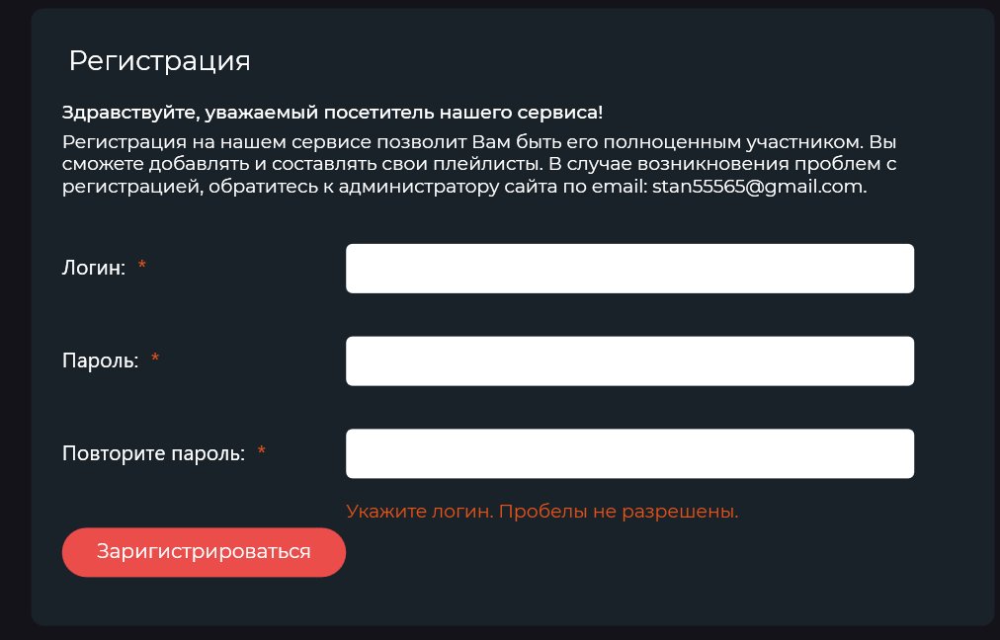 Регистрация
Здравствуйте, уважаемый посетитель нашего сервиса!
Регистрация на нашем сервисе позволит Вам быть его полноценным участником. Вы
сможете добавлять и составлять свои плейлисты. В случае возникновения проблем с
регистрацией, обратитесь к администратору сайта по email: stan55565@gmail.com.
Логин: *
Пароль: *
Повторите пароль: *
Укажите логин. Пробелы не разрешены.
Заригистрироваться